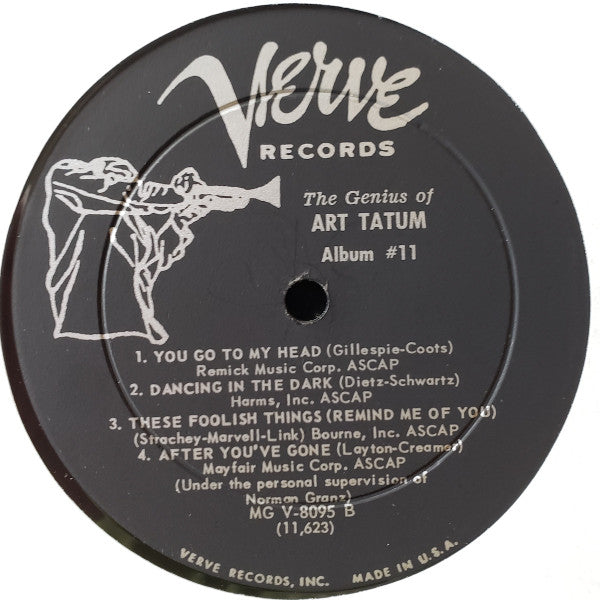 Verve
RECORDS
The Genius of
ART TATUM
Album #11
1. YOU GO TO MY HEAD (Gillespie-Coots)
Remick Music Corp. ASCAP
2. DANCING IN THE DARK (Dietz-Schwartz)
Harms, Inc. ASCAP
3. THESE FOOLISH THINGS (REMIND ME OF YOU)
(Strachey-Marvell-Link) Bourne, Inc. ASCAP
4. AFTER YOU'VE GONE (Layton-Creamer)
Mayfair Music Corp. ASCAP
(Under the personal supervision of
Norman Granz)
MG V-8095 B
(11,623)
VERVE RECORDS, INC. MADE IN U.S.A.